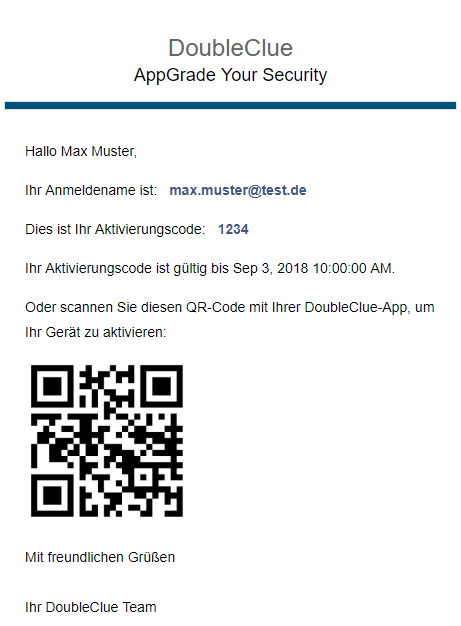 DoubleClue
AppGrade Your Security
Hallo Max Muster,
Ihr Anmeldename ist: max.muster@test.de
Dies ist Ihr Aktivierungscode: 1234
Ihr Aktivierungscode ist gültig bis Sep 3, 2018 10:00:00 AM.
Oder scannen Sie diesen QR-Code mit Ihrer DoubleClue-App, um
Ihr Gerät zu aktivieren:
Mit freundlichen Grüßen
Ihr DoubleClue Team